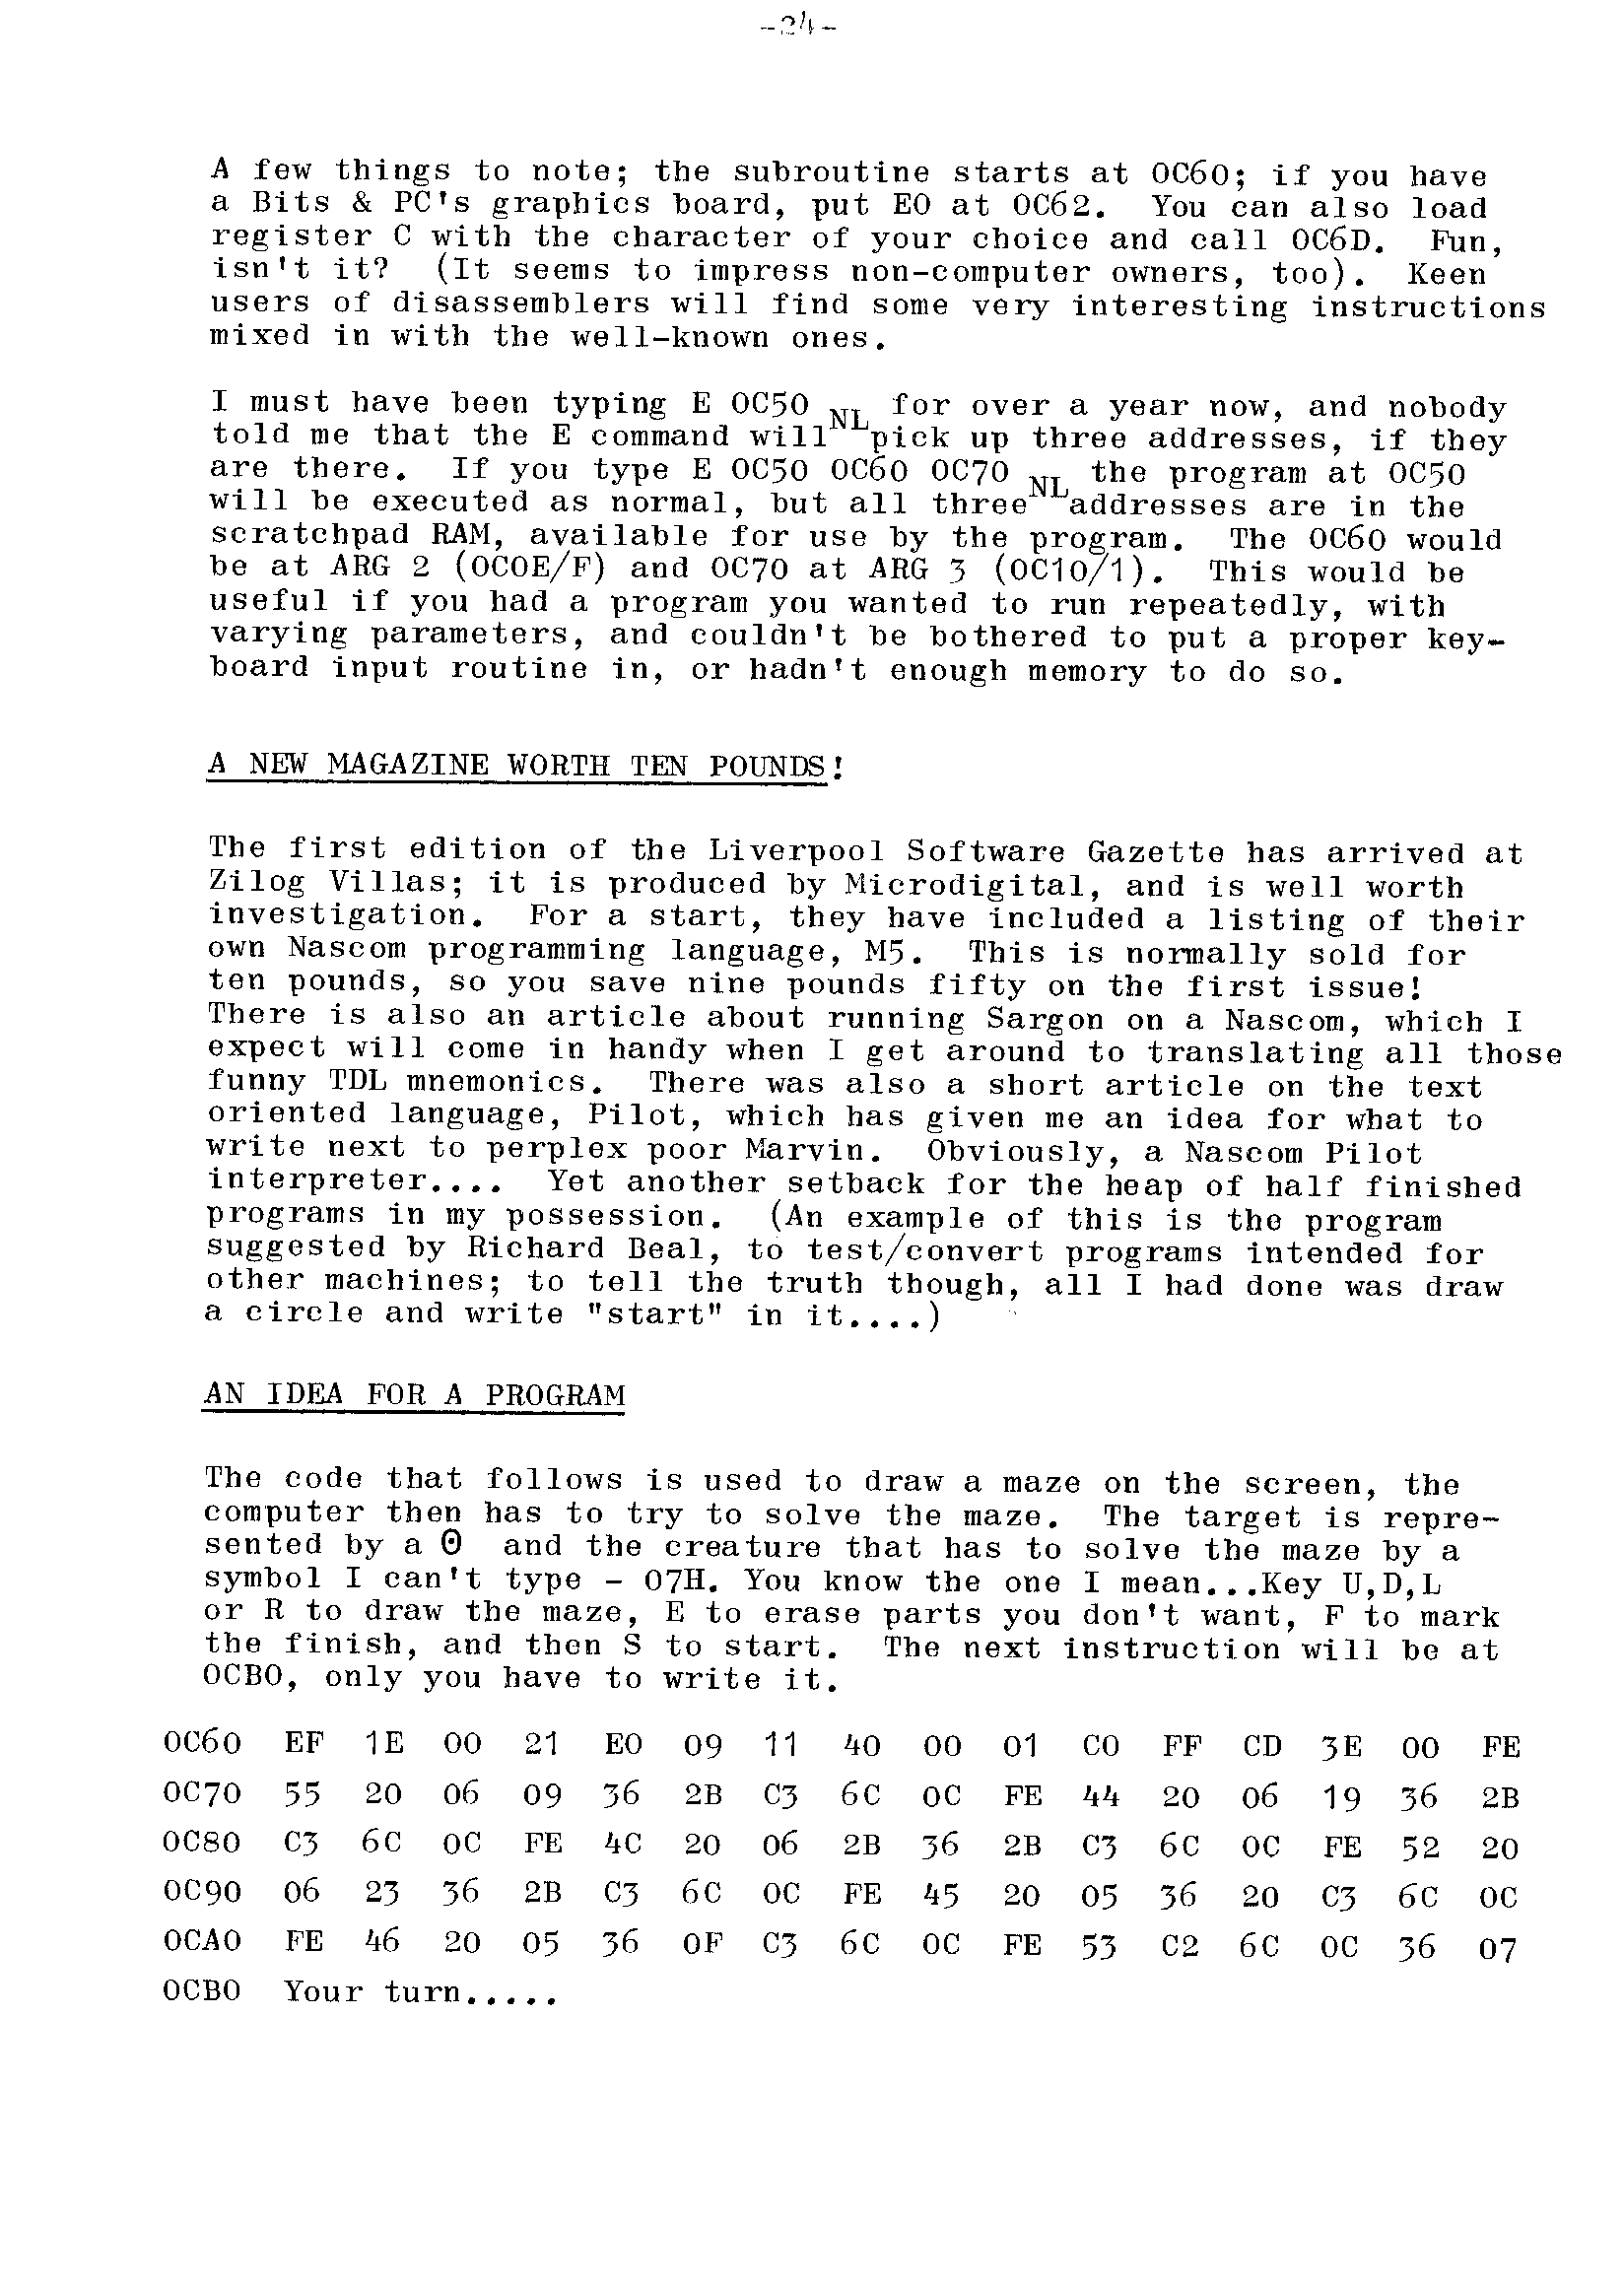 -24-
A few things to note; the subroutine starts at 0C60; if you have
a Bits & PC's graphics board, put E0 at 0C62. You can also load
register C with the character of your choice and call 0C6D. Fun,
isn't it? (It seems to impress non-computer owners, too). Keen
users of disassemblers will find some very interesting instructions
mixed in with the well-known ones.
I must have been typing E 0C50 NL for over a year now, and nobody
told me that the E command will pick up three addresses, if they
are there. If you type E 0C50 0C60 0C70 NL the program at 0C50
will be executed as normal, but all three addresses are in the
scratchpad RAM, available for use by the program. The 0C60 would
be at ARG 2 (0C0E/F) and 0C70 at ARG 3 (0C10/1). This would be
useful if you had a program you wanted to run repeatedly, with
varying parameters, and couldn't be bothered to put a proper key-
board input routine in, or hadn't enough memory to do so.
A NEW MAGAZINE WORTH TEN POUNDS!
The first edition of the Liverpool Software Gazette has arrived at
Zilog Villas; it is produced by Microdigital, and is well worth
investigation. For a start, they have included a listing of their
own Nascom programming language, M5. This is normally sold for
ten pounds, so you save nine pounds fifty on the first issue!
There is also an article about running Sargon on a Nascom, which I
expect will come in handy when I get around to translating all those
funny TDL mnemonics. There was also a short article on the text
oriented language, Pilot, which has given me an idea for what to
write next to perplex poor Marvin. Obviously, a Nascom Pilot
interpreter.... Yet another setback for the heap of half finished
programs in my possession. (An example of this is the program
suggested by Richard Beal, to test/convert programs intended for
other machines; to tell the truth though, all I had done was draw
a circle and write "start" in it....)
AN IDEA FOR A PROGRAM
The code that follows is used to draw a maze on the screen, the
computer then has to try to solve the maze. The target is repre-
sented by a ʘ and the creature that has to solve the maze by a
symbol I can't type - 07H. You know the one I mean...Key U,D,L
or R to draw the maze, E to erase parts you don't want, F to mark
the finish, and then S to start. The next instruction will be at
0CB0, only you have to write it.
0C60 EF 1E 00 21 E0 09 11 40 00 01 C0 FF CD 3E 00 FE
0C70 55 20 06 09 36 2B C3 6C 0C FE 44 20 06 19 36 2B
0C80 C3 6C 0C FE 4C 20 06 2B 36 2B C3 6C 0C FE 52 20
0C90 06 23 36 2B C3 6C 0C FE 45 20 05 36 20 C3 6C 0C
0CA0 FE 46 20 05 36 0F C3 6C 0C FE 53 C2 6C 0C 36 07
0CB0 Your turn.....